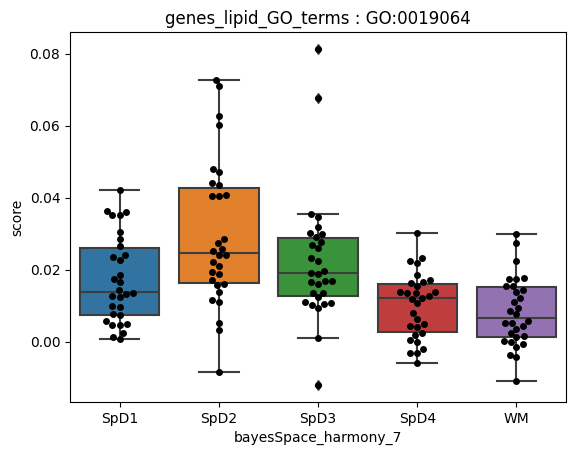 genes_lipid_GO_terms : GO:0019064
0.08
0.06
0.04
0.02
0.00
score
SpD1 SpD2 SpD3 SpD4 WM
bayesSpace_harmony_7